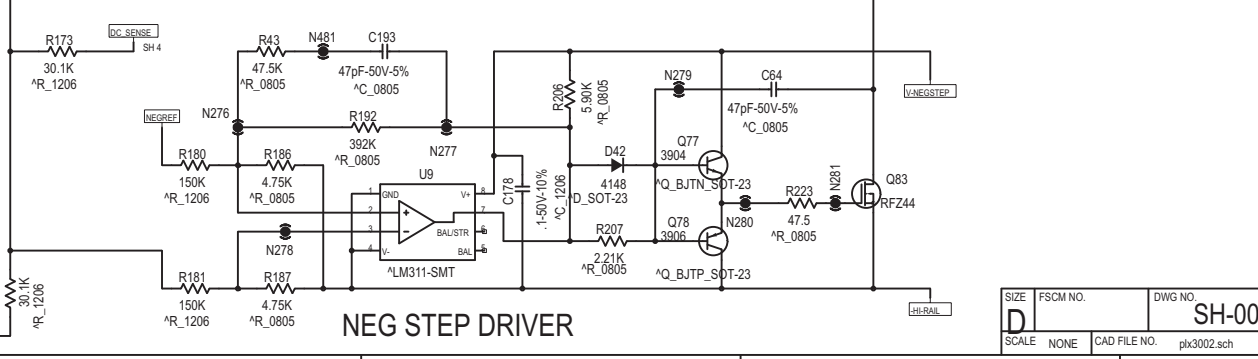 R173
30.1K
^R_1206
DC_SENSE
SH 4
R43
47.5K
^R_0805
N481
C193
47pF-50V-5%
^C_0805
NEGREF
N276
R192
392K
^R_0805
N277
R206
5.90K
^R_0805
N279
C64
47pF-50V-5%
^C_0805
V-NEGSTEP
R180
150K
^R_1206
R186
4.75K
^R_0805
U9
1
GND
V+
8
2
+
7
3
-
BAL/STR
6
4
V-
BAL
5
^LM311-SMT
N278
C178
.1-50V-10%
^C_1206
D42
4148
^D_SOT-23
Q77
3904
^Q_BJTN_SOT-23
R207
2.21K
^R_0805
Q78
3906
^Q_BJTP_SOT-23
N280
R223
47.5
^R_0805
N281
Q83
RFZ44
30.1K
^R_1206
R181
150K
^R_1206
R187
4.75K
^R_0805
-HI-RAIL
NEG STEP DRIVER
SIZE
D
FSCM NO.
DWG NO.
SH-00
SCALE
NONE
CAD FILE NO.
plx3002.sch